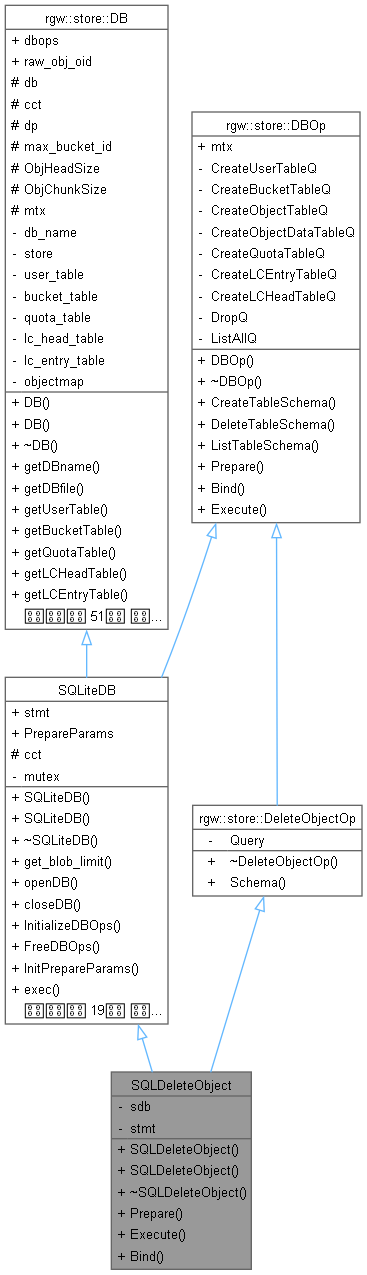 rgw::store::DB
+ dbops
+ raw_obj_oid
# db
# cct
# dp
# max_bucket_id
# ObjHeadSize
# ObjChunkSize
# mtx
- db_name
- store
- user_table
- bucket_table
- quota_table
- lc_head_table
- lc_entry_table
- objectmap
+ DB()
+ DB()
+ ~DB()
+ getDBname()
+ getDBfile()
+ getUserTable()
+ getBucketTable()
+ getQuotaTable()
+ getLCHeadTable()
+ getLCEntryTable()
51 ...
rgw::store::DBOp
+ mtx
- CreateUserTableQ
- CreateBucketTableQ
- CreateObjectTableQ
- CreateObjectDataTableQ
- CreateQuotaTableQ
- CreateLCEntryTableQ
- CreateLCHeadTableQ
- DropQ
- ListAllQ
+ DBOp()
+ ~DBOp()
+ CreateTableSchema()
+ DeleteTableSchema()
+ ListTableSchema()
+ Prepare()
+ Bind()
+ Execute()
SQLiteDB
+ stmt
+ PrepareParams
# cct
- mutex
+ SQLiteDB()
+ SQLiteDB()
+ ~SQLiteDB()
+ get_blob_limit()
+ openDB()
+ closeDB()
+ InitializeDBOps()
+ FreeDBOps()
+ InitPrepareParams()
+ exec()
19 ...
rgw::store::DeleteObjectOp
- Query
+ ~DeleteObjectOp()
+ Schema()
SQLDeleteObject
- sdb
- stmt
+ SQLDeleteObject()
+ SQLDeleteObject()
+ ~SQLDeleteObject()
+ Prepare()
+ Execute()
+ Bind()